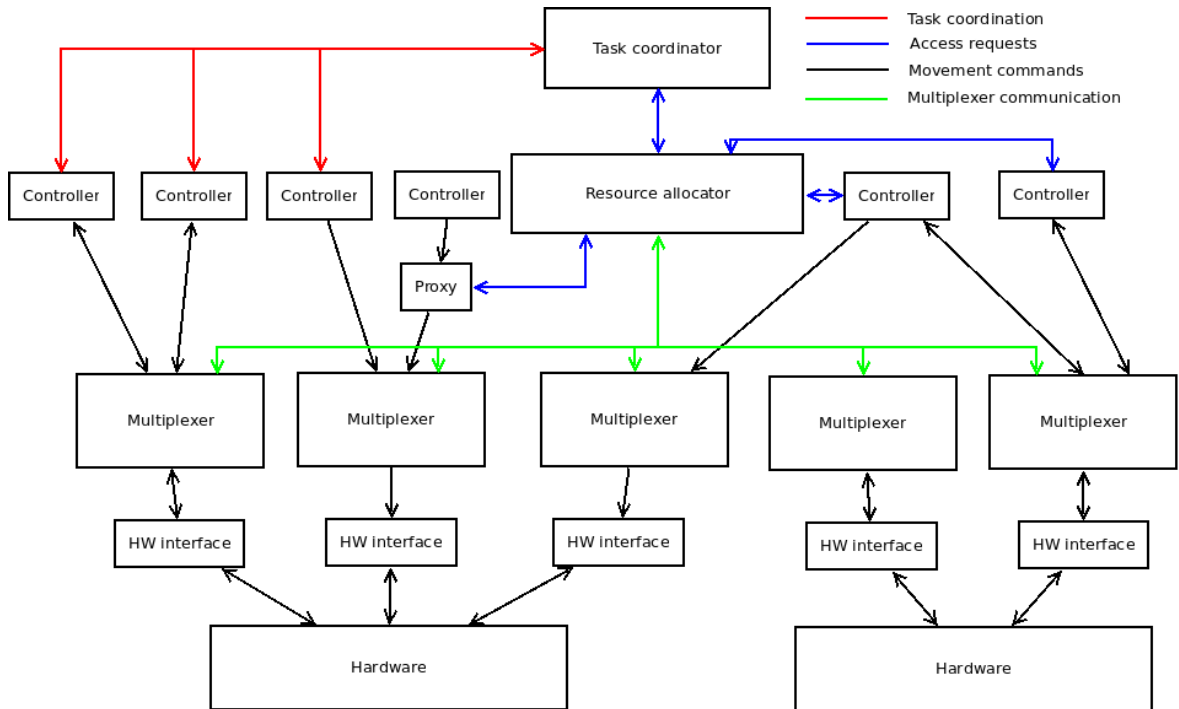 Task coordinator
Task coordination
Access requests
Movement commands
Multiplexer communication
Controller
Controller
Controller
Controller
Resource allocator
Controller
Controller
Proxy
Multiplexer
Multiplexer
Multiplexer
Multiplexer
Multiplexer
HW interface
HW interface
HW interface
HW interface
HW interface
Hardware
Hardware